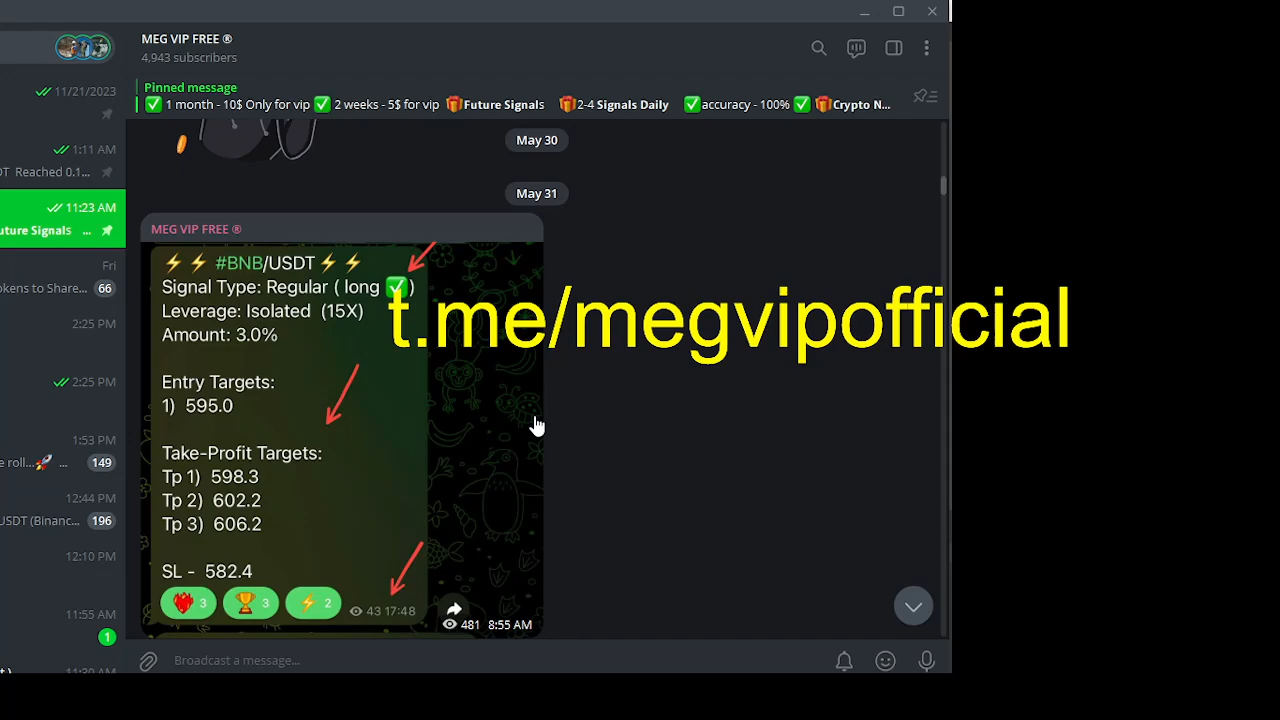 MEG VIP FREE ®
4,943 subscribers
Pinned message
✅ 1 month - 10$ Only for vip ✅ 2 weeks - 5$ for vip 🎁Future Signals 🎁2-4 Signals Daily ✅accuracy - 100% ✅ 🎁Crypto N...
11/21/2023
1:11 AM
DT Reached 0.1...
11:23 AM
uture Signals ...
Fri
okens to Share... 66
2:25 PM
2:25 PM
1:53 PM
e roll...🚀 ... 149
12:44 PM
USDT (Binanc... 196
12:10 PM
11:55 AM
1
11:30 AM
May 30
May 31
MEG VIP FREE ®
⚡ ⚡ #BNB/USDT ⚡ ⚡
Signal Type: Regular ( long ✅)
Leverage: Isolated (15X)
Amount: 3.0%
t.me/megvipofficial
Entry Targets:
1) 595.0
Take-Profit Targets:
Tp 1) 598.3
Tp 2) 602.2
Tp 3) 606.2
SL - 582.4
3 3 ⚡ 2 43 17:48
481 8:55 AM
Broadcast a message...